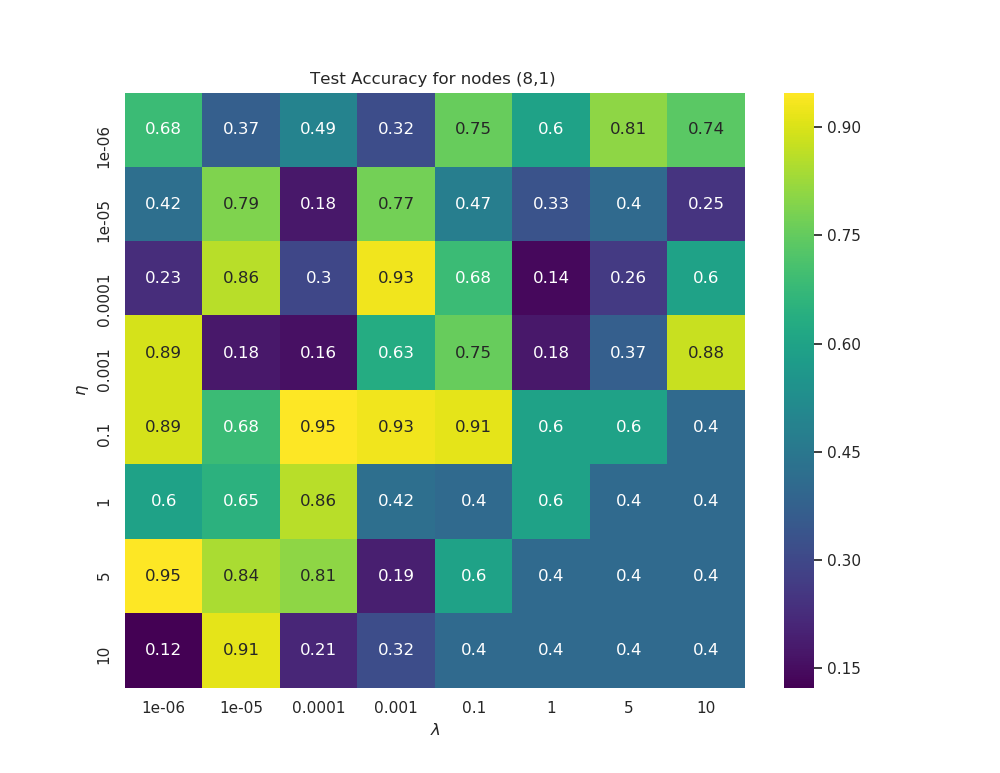 Test Accuracy for nodes (8,1)
1e-06 0.68 0.37 0.49 0.32 0.75 0.6 0.81 0.74
1e-05 0.42 0.79 0.18 0.77 0.47 0.33 0.4 0.25
0.0001 0.23 0.86 0.3 0.93 0.68 0.14 0.26 0.6
0.001 0.89 0.18 0.16 0.63 0.75 0.18 0.37 0.88
η
0.1 0.89 0.68 0.95 0.93 0.91 0.6 0.6 0.4
1 0.6 0.65 0.86 0.42 0.4 0.6 0.4 0.4
5 0.95 0.84 0.81 0.19 0.6 0.4 0.4 0.4
10 0.12 0.91 0.21 0.32 0.4 0.4 0.4 0.4
1e-06 1e-05 0.0001 0.001 0.1 1 5 10
λ
0.90
0.75
0.60
0.45
0.30
0.15